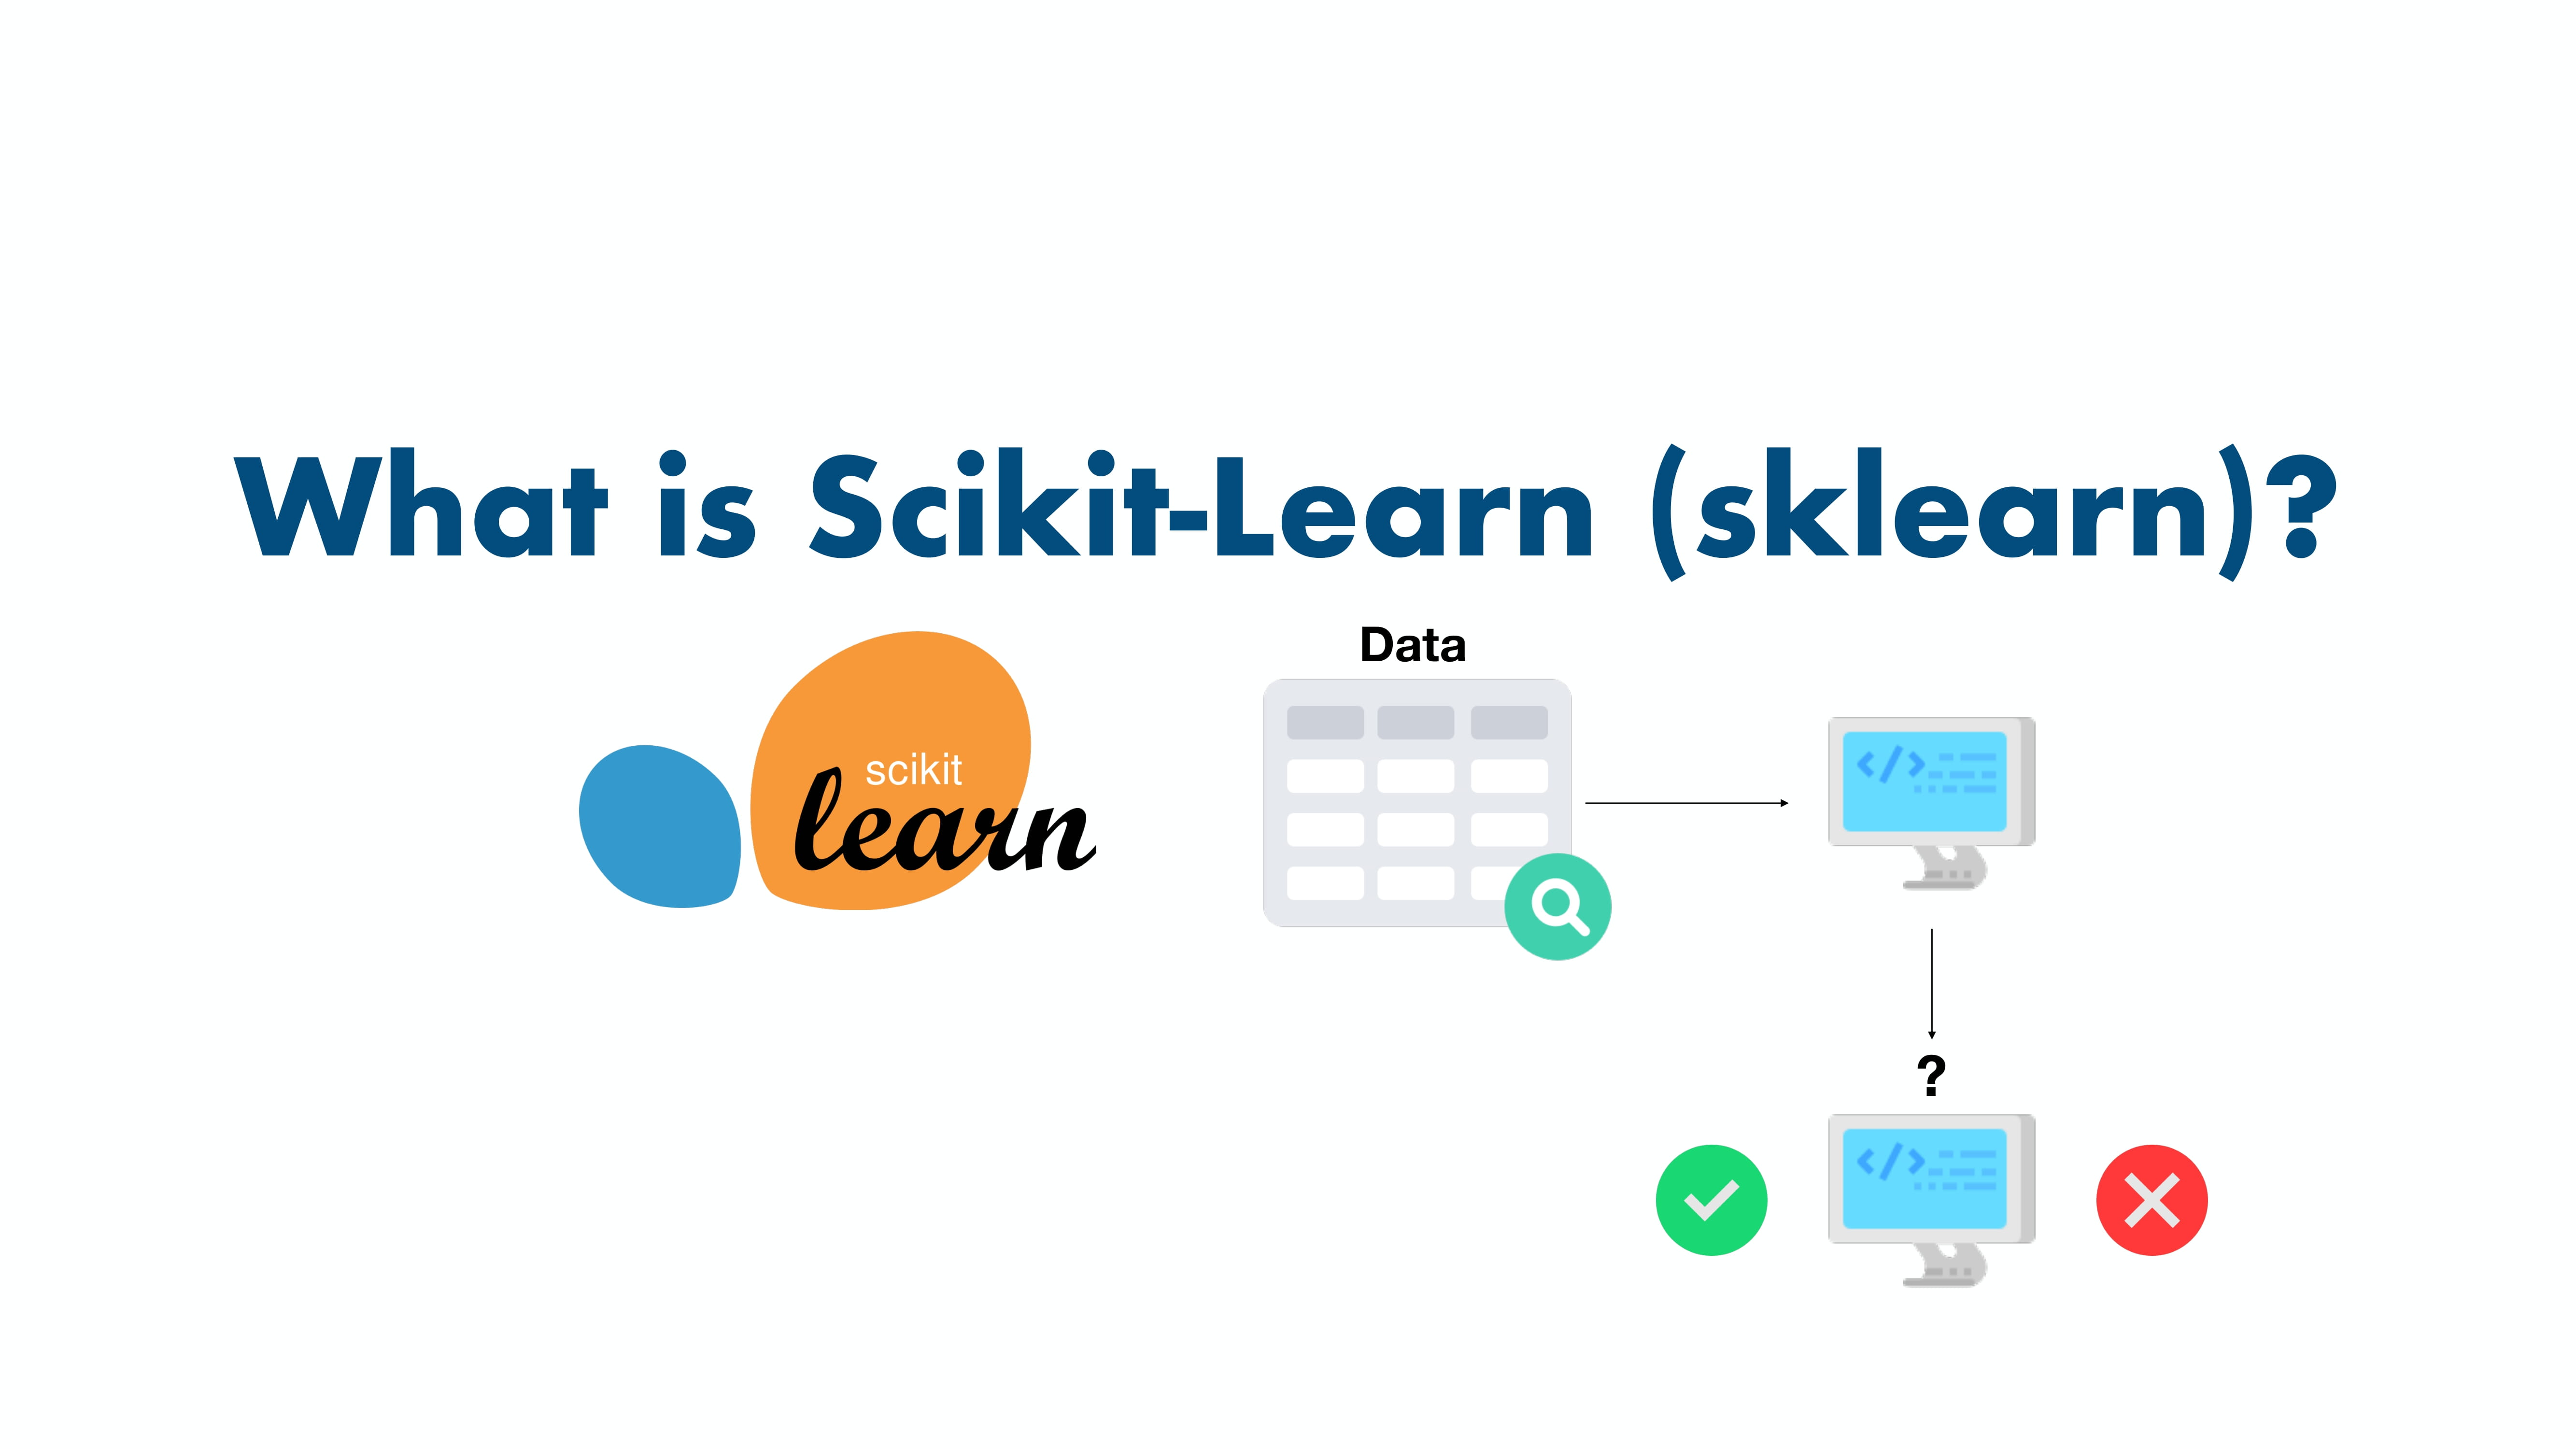 What is Scikit-Learn (sklearn)?
scikit
learn
Data
</>
?
</>